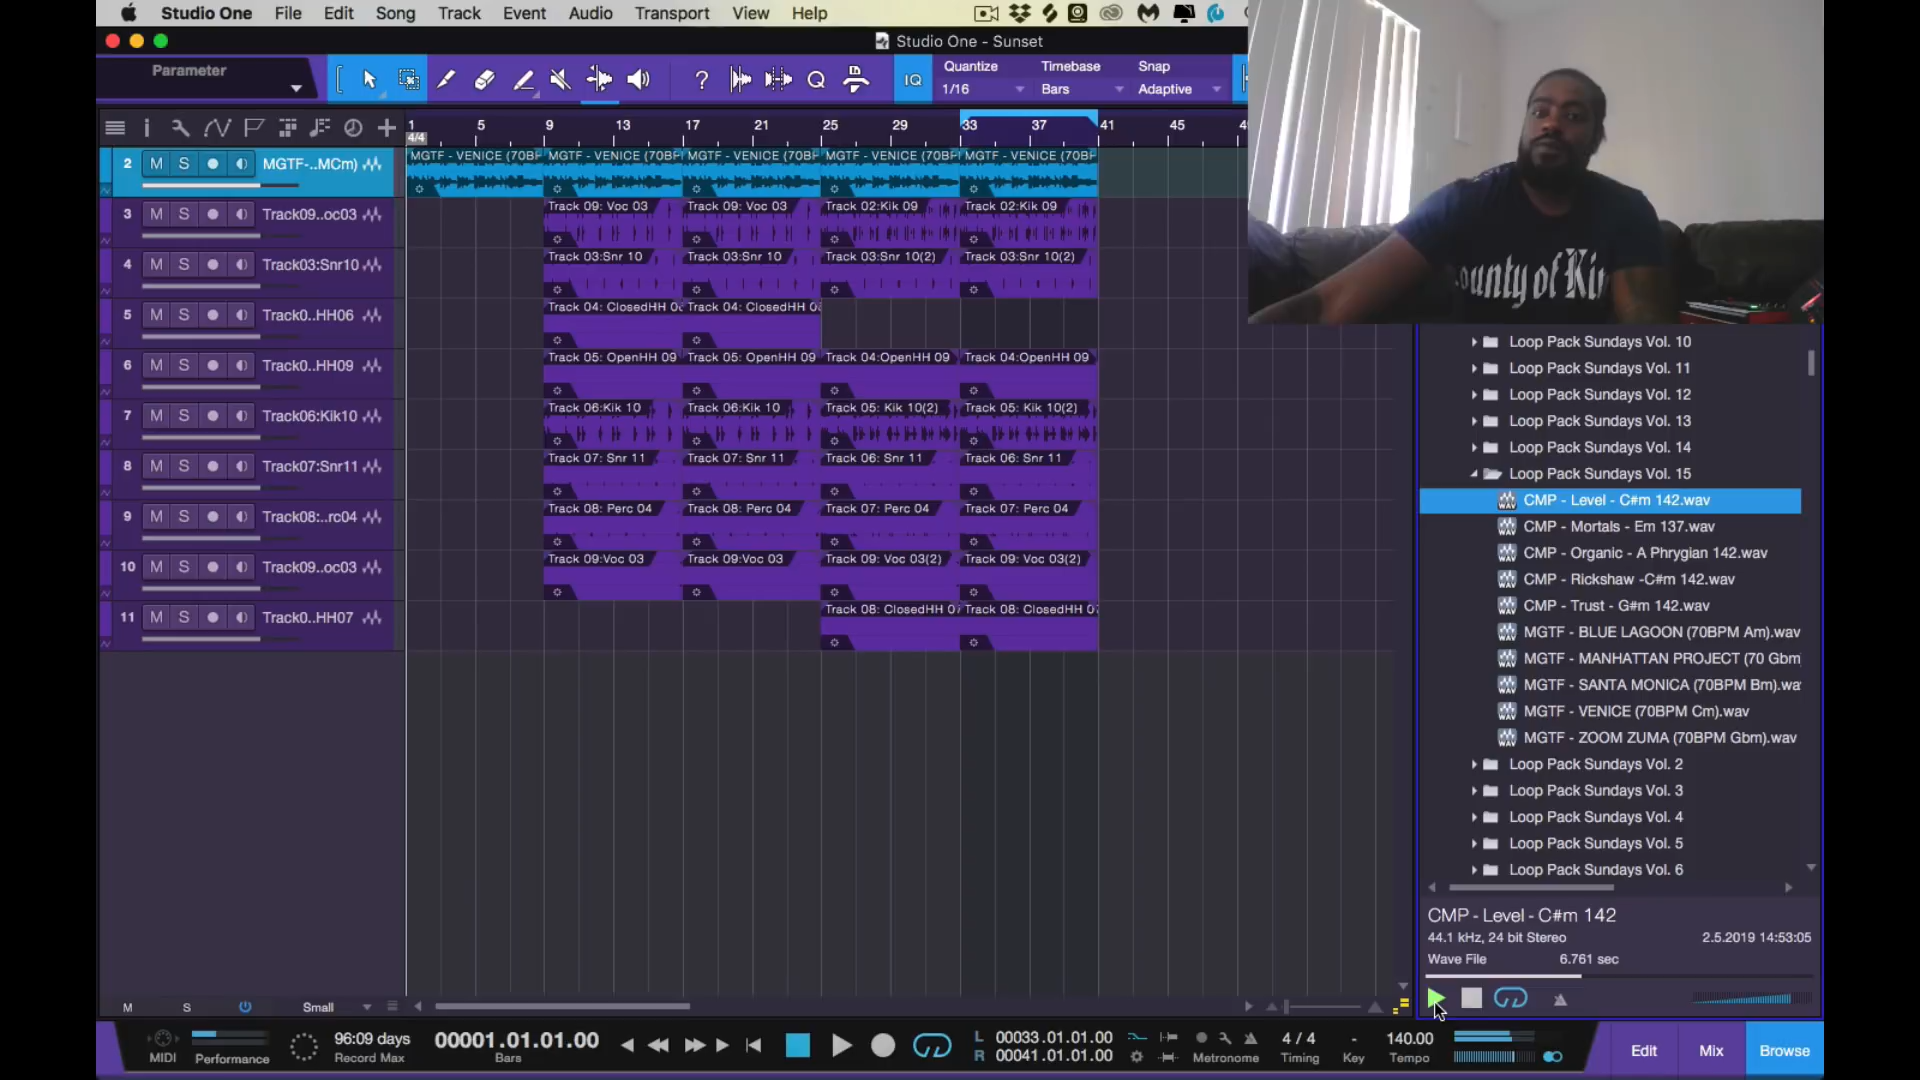 Studio One File Edit Song Track Event Audio Transport View Help
Studio One - Sunset
Parameter
IQ
Quantize Timebase Snap
1/16 Bars Adaptive
1 5 9 13 17 21 25 29 33 37 41 45 49
4/4
2 M S MGTF-..MCm)
MGTF - VENICE (70BF MGTF - VENICE (70BFI MGTF - VENICE (70BPI MGTF - VENICE (70BPI MGTF - VENICE (70BF
3 M S Track09..oc03
Track 09: Voc 03 Track 09: Voc 03 Track 02:Kik 09 Track 02:Kik 09
4 M S Track03:Snr10
Track 03:Snr 10 Track 03:Snr 10 Track 03:Snr 10(2) Track 03:Snr 10(2)
5 M S Track0..HH06
Track 04: ClosedHH 0 Track 04: ClosedHH 0
6 M S Track0..HH09
Track 05: OpenHH 09 Track 05: OpenHH 09 Track 04:OpenHH 09 Track 04:OpenHH 09
7 M S Track06:Kik10
Track 06:Kik 10 Track 06:Kik 10 Track 05: Kik 10(2) Track 05: Kik 10(2)
8 M S Track07:Snr11
Track 07: Snr 11 Track 07: Snr 11 Track 06: Snr 11 Track 06: Snr 11
9 M S Track08:..rc04
Track 08: Perc 04 Track 08: Perc 04 Track 07: Perc 04 Track 07: Perc 04
10 M S Track09..oc03
Track 09:Voc 03 Track 09:Voc 03 Track 09: Voc 03(2) Track 09: Voc 03(2)
11 M S Track0..HH07
Track 08: ClosedHH 0 Track 08: ClosedHH 0
ounty of Ki
Loop Pack Sundays Vol. 10
Loop Pack Sundays Vol. 11
Loop Pack Sundays Vol. 12
Loop Pack Sundays Vol. 13
Loop Pack Sundays Vol. 14
Loop Pack Sundays Vol. 15
CMP - Level - C#m 142.wav
CMP - Mortals - Em 137.wav
CMP - Organic - A Phrygian 142.wav
CMP - Rickshaw -C#m 142.wav
CMP - Trust - G#m 142.wav
MGTF - BLUE LAGOON (70BPM Am).wav
MGTF - MANHATTAN PROJECT (70 Gbm
MGTF - SANTA MONICA (70BPM Bm).wa
MGTF - VENICE (70BPM Cm).wav
MGTF - ZOOM ZUMA (70BPM Gbm).wav
Loop Pack Sundays Vol. 2
Loop Pack Sundays Vol. 3
Loop Pack Sundays Vol. 4
Loop Pack Sundays Vol. 5
Loop Pack Sundays Vol. 6
CMP - Level - C#m 142
44.1 kHz, 24 bit Stereo 2.5.2019 14:53:05
Wave File 6.761 sec
M S Small
MIDI Performance
96:09 days
Record Max
00001.01.01.00
Bars
L 00033.01.01.00
R 00041.01.01.00
Metronome
4 / 4
Timing
-
Key
140.00
Tempo
Edit Mix Browse